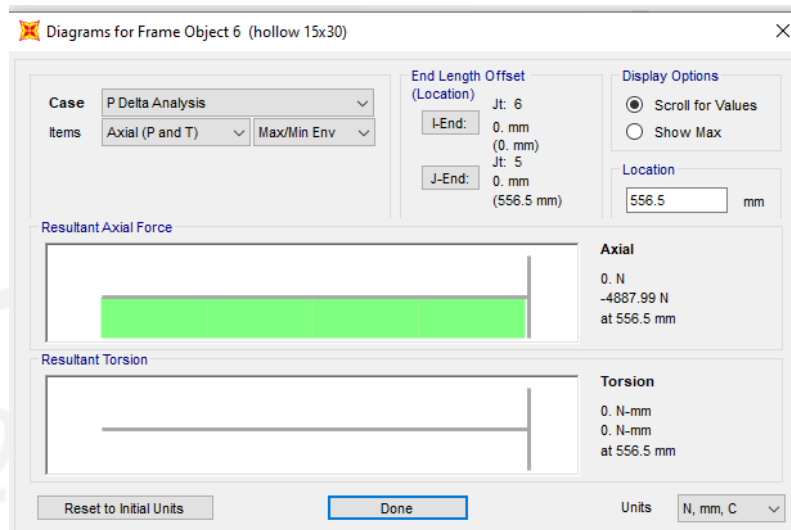 Diagrams for Frame Object 6 (hollow 15x30)
Case P Delta Analysis
Items Axial (P and T) Max/Min Env
End Length Offset
(Location)
I-End:
Jt: 6
0. mm
(0. mm)
J-End:
Jt: 5
0. mm
(556.5 mm)
Display Options
Scroll for Values
Show Max
Location
556.5 mm
Resultant Axial Force
Axial
0. N
-4887.99 N
at 556.5 mm
Resultant Torsion
Torsion
0. N-mm
0. N-mm
at 556.5 mm
Reset to Initial Units Done Units N, mm, C